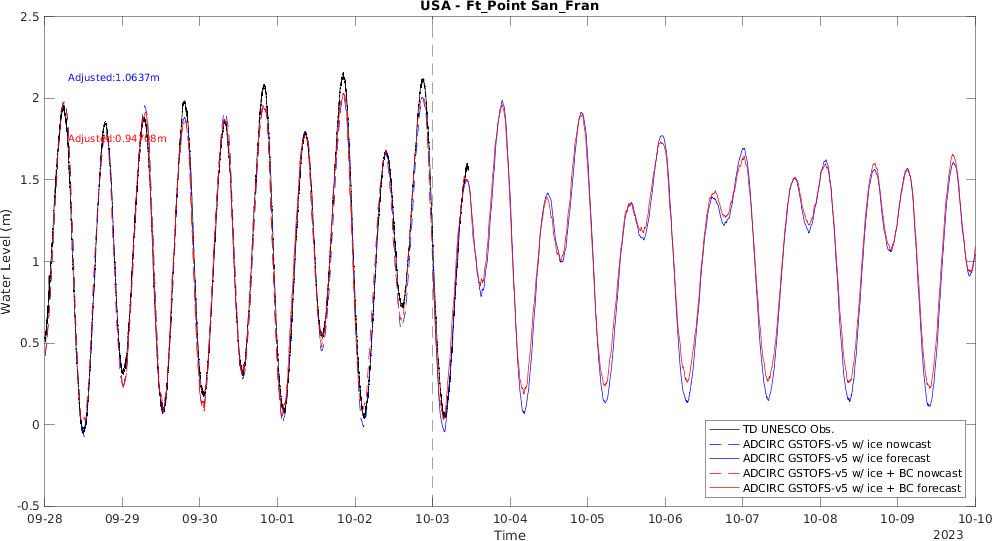 USA - Ft_Point San_Fran
2.5
2
1.5
1
0.5
0
-0.5
Water Level (m)
Adjusted:1.0637m
TD UNESCO Obs.
ADCIRC GSTOFS-v5 w/ ice nowcast
ADCIRC GSTOFS-v5 w/ ice forecast
ADCIRC GSTOFS-v5 w/ ice + BC nowcast
ADCIRC GSTOFS-v5 w/ ice + BC forecast
09-28 09-29 09-30 10-01 10-02 10-03 10-04 10-05 10-06 10-07 10-08 10-09 10-10
Time
2023